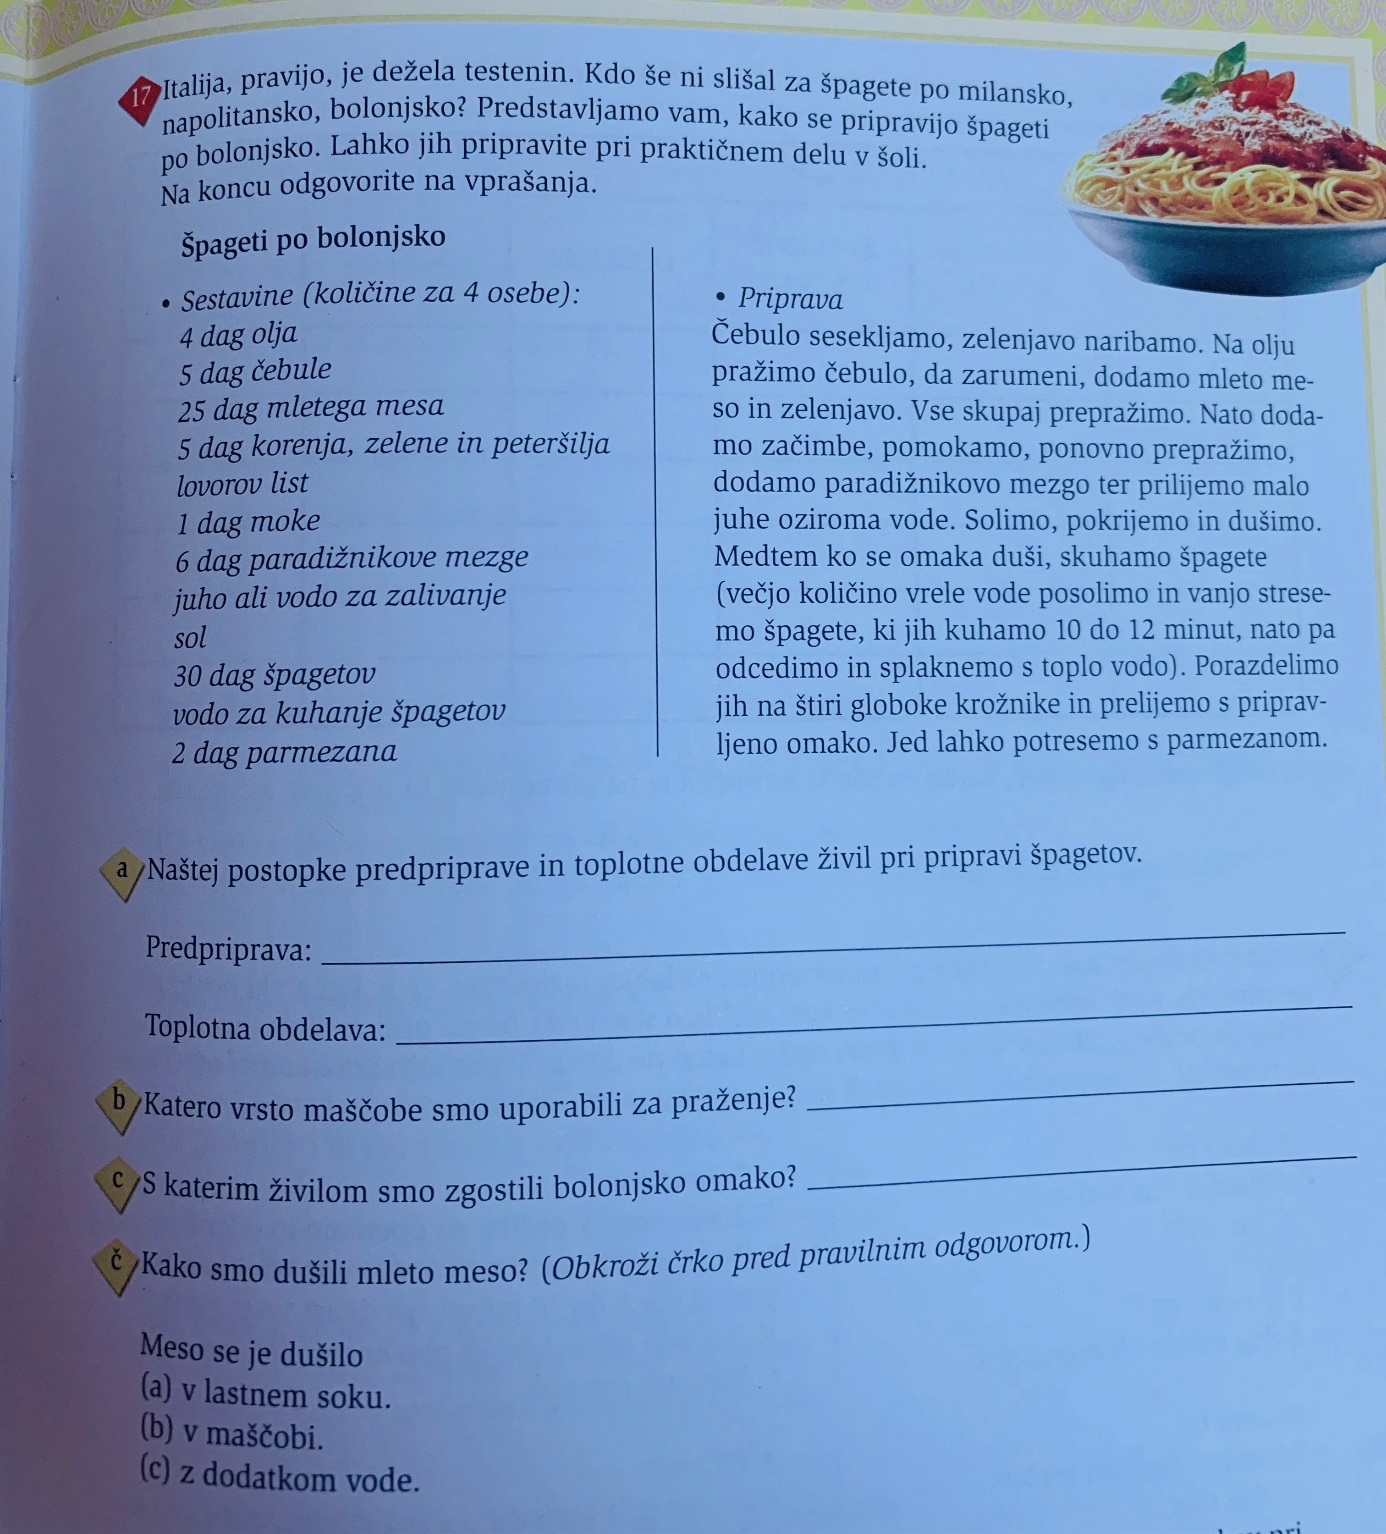 17 Italija, pravijo, je dežela testenin. Kdo še ni slišal za špagete po milansko,
napolitansko, bolonjsko? Predstavljamo vam, kako se pripravijo špageti
po bolonjsko. Lahko jih pripravite pri praktičnem delu v šoli.
Na koncu odgovorite na vprašanja.
Špageti po bolonjsko
• Sestavine (količine za 4 osebe):
4 dag olja
5 dag čebule
25 dag mletega mesa
5 dag korenja, zelene in peteršilja
lovorov list
1 dag moke
6 dag paradižnikove mezge
juho ali vodo za zalivanje
sol
30 dag špagetov
vodo za kuhanje špagetov
2 dag parmezana
• Priprava
Čebulo sesekljamo, zelenjavo naribamo. Na olju
pražimo čebulo, da zarumeni, dodamo mleto me-
so in zelenjavo. Vse skupaj prepražimo. Nato doda-
mo začimbe, pomokamo, ponovno prepražimo,
dodamo paradižnikovo mezgo ter prilijemo malo
juhe oziroma vode. Solimo, pokrijemo in dušimo.
Medtem ko se omaka duši, skuhamo špagete
(večjo količino vrele vode posolimo in vanjo strese-
mo špagete, ki jih kuhamo 10 do 12 minut, nato pa
odcedimo in splaknemo s toplo vodo). Porazdelimo
jih na štiri globoke krožnike in prelijemo s priprav-
ljeno omako. Jed lahko potresemo s parmezanom.
a Naštej postopke predpriprave in toplotne obdelave živil pri pripravi špagetov.
Predpriprava:
Toplotna obdelava:
b Katero vrsto maščobe smo uporabili za praženje?
c S katerim živilom smo zgostili bolonjsko omako?
č Kako smo dušili mleto meso? (Obkroži črko pred pravilnim odgovorom.)
Meso se je dušilo
(a) v lastnem soku.
(b) v maščobi.
(c) z dodatkom vode.